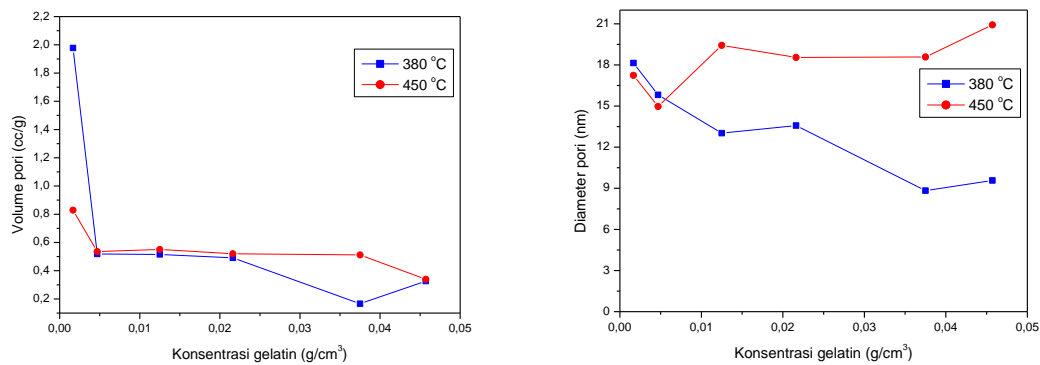 2,2
2,0
1,8
1,6
1,4
1,2
1,0
0,8
0,6
0,4
0,2
0,00 0,01 0,02 0,03 0,04 0,05
Volume pori (cc/g)
Konsentrasi gelatin (g/cm³)
380 °C
450 °C
21
18
15
12
9
6
3
0
0,00 0,01 0,02 0,03 0,04 0,05
Diameter pori (nm)
Konsentrasi gelatin (g/cm³)
380 °C
450 °C